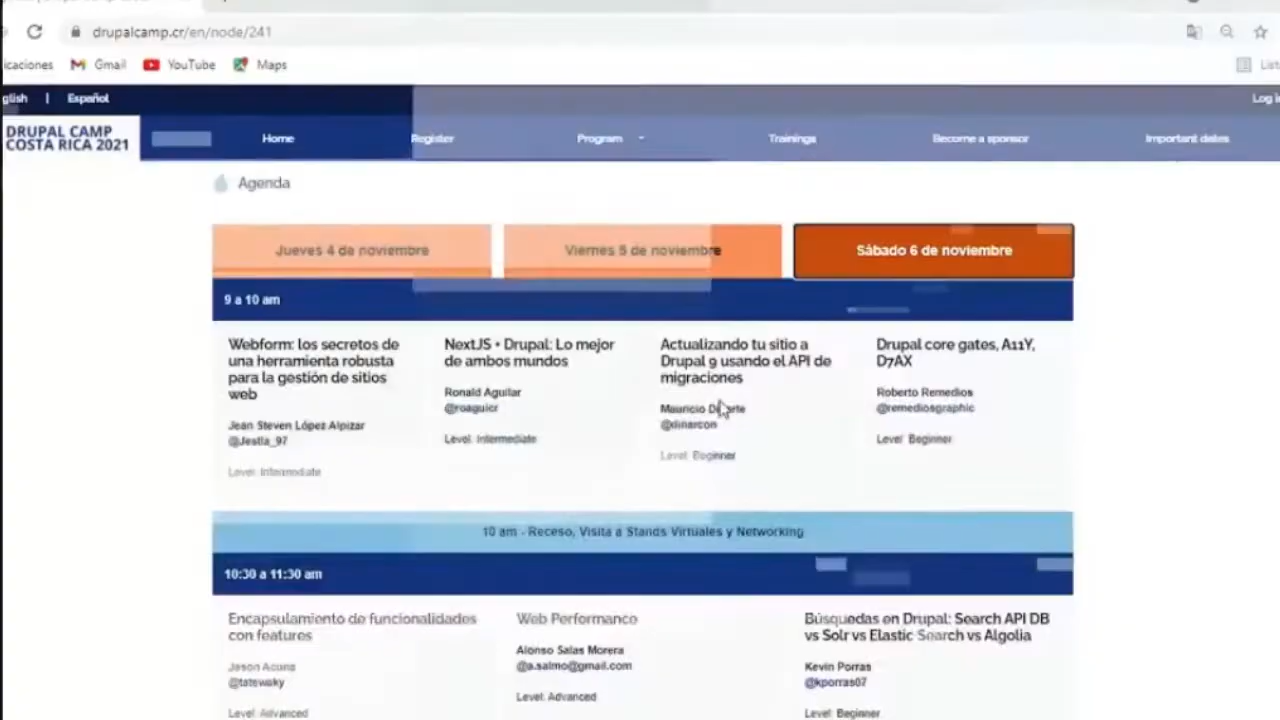 drupalcamp.cr/en/node/241
icaciones Gmail YouTube Maps
glish | Español Log i
DRUPAL CAMP
COSTA RICA 2021
Home Register Program Trainings Become a sponsor Important dates
Agenda
Jueves 4 de noviembre Viernes 5 de noviembre Sábado 6 de noviembre
9 a 10 am
Webform: los secretos de
una herramienta robusta
para la gestión de sitios
web
Jean Steven López Alpizar
@Jestla_97
Level: Intermediate
NextJS + Drupal: Lo mejor
de ambos mundos
Ronald Aguilar
@roaguicr
Level: Intermediate
Actualizando tu sitio a
Drupal 9 usando el API de
migraciones
Mauricio
@dinarcon
Level: Beginner
Drupal core gates, A11Y,
D7AX
Roberto Remedios
@remediosgraphic
Level: Beginner
10 am - Receso, Visita a Stands Virtuales y Networking
10:30 a 11:30 am
Encapsulamiento de funcionalidades
con features
Jason Acuna
@tatewaky
Level: Advanced
Web Performance
Alonso Salas Morera
@a.salmo@gmail.com
Level: Advanced
Búsquedas en Drupal: Search API DB
vs Solr vs Elastic Search vs Algolia
Kevin Porras
@kporras07
Level: Beginner